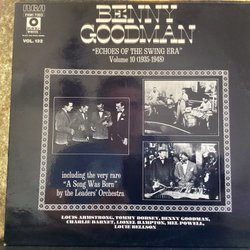 RCA
BENNY
GOODMAN
"ECHOES OF THE SWING ERA"
Volume 10 (1935-1948)
VOL. 152
including the very rare
"A Song Was Born"
by the Leaders' Orchestra
LOUIS ARMSTRONG, TOMMY DORSEY, BENNY GOODMAN,
CHARLIE BARNET, LIONEL HAMPTON, MEL POWELL,
LOUIE BELLSON